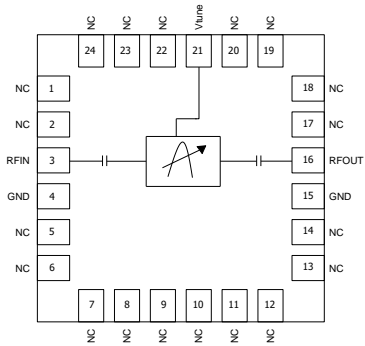 NC NC NC Vtune NC NC
24 23 22 21 20 19
NC 1 18 NC
NC 2 17 NC
RFIN 3 16 RFOUT
GND 4 15 GND
NC 5 14 NC
NC 6 13 NC
7 8 9 10 11 12
NC NC NC NC NC NC